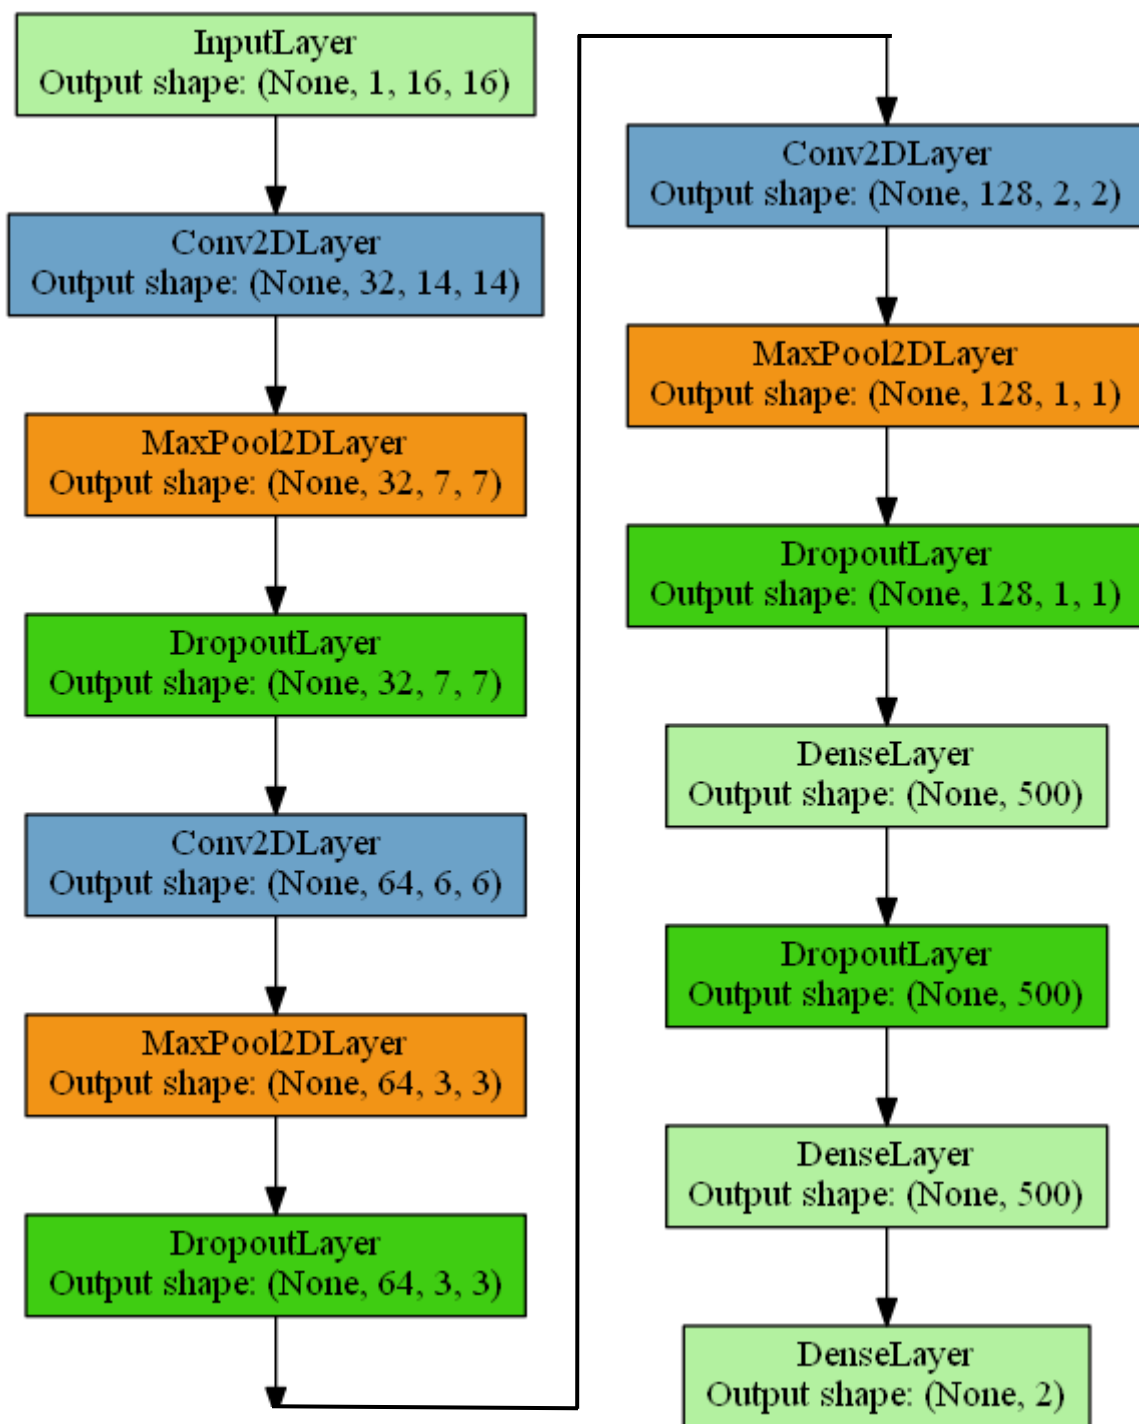 InputLayer
Output shape: (None, 1, 16, 16)
Conv2DLayer
Output shape: (None, 32, 14, 14)
MaxPool2DLayer
Output shape: (None, 32, 7, 7)
DropoutLayer
Output shape: (None, 32, 7, 7)
Conv2DLayer
Output shape: (None, 64, 6, 6)
MaxPool2DLayer
Output shape: (None, 64, 3, 3)
DropoutLayer
Output shape: (None, 64, 3, 3)
Conv2DLayer
Output shape: (None, 128, 2, 2)
MaxPool2DLayer
Output shape: (None, 128, 1, 1)
DropoutLayer
Output shape: (None, 128, 1, 1)
DenseLayer
Output shape: (None, 500)
DropoutLayer
Output shape: (None, 500)
DenseLayer
Output shape: (None, 500)
DenseLayer
Output shape: (None, 2)